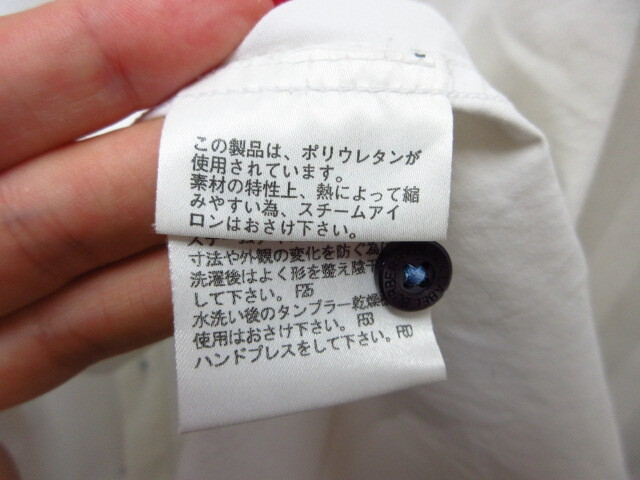 この製品は、ポリウレタンが
使用されています。
素材の特性上、熱によって縮
みやすい為、スチームアイ
ロンはおさけ下さい。
寸法や外観の変化を防ぐ為
洗濯後はよく形を整え陰干
して下さい。F25
水洗い後のタンブラー乾燥
使用はおさけ下さい。F53
ハンドプレスをして下さい。F60